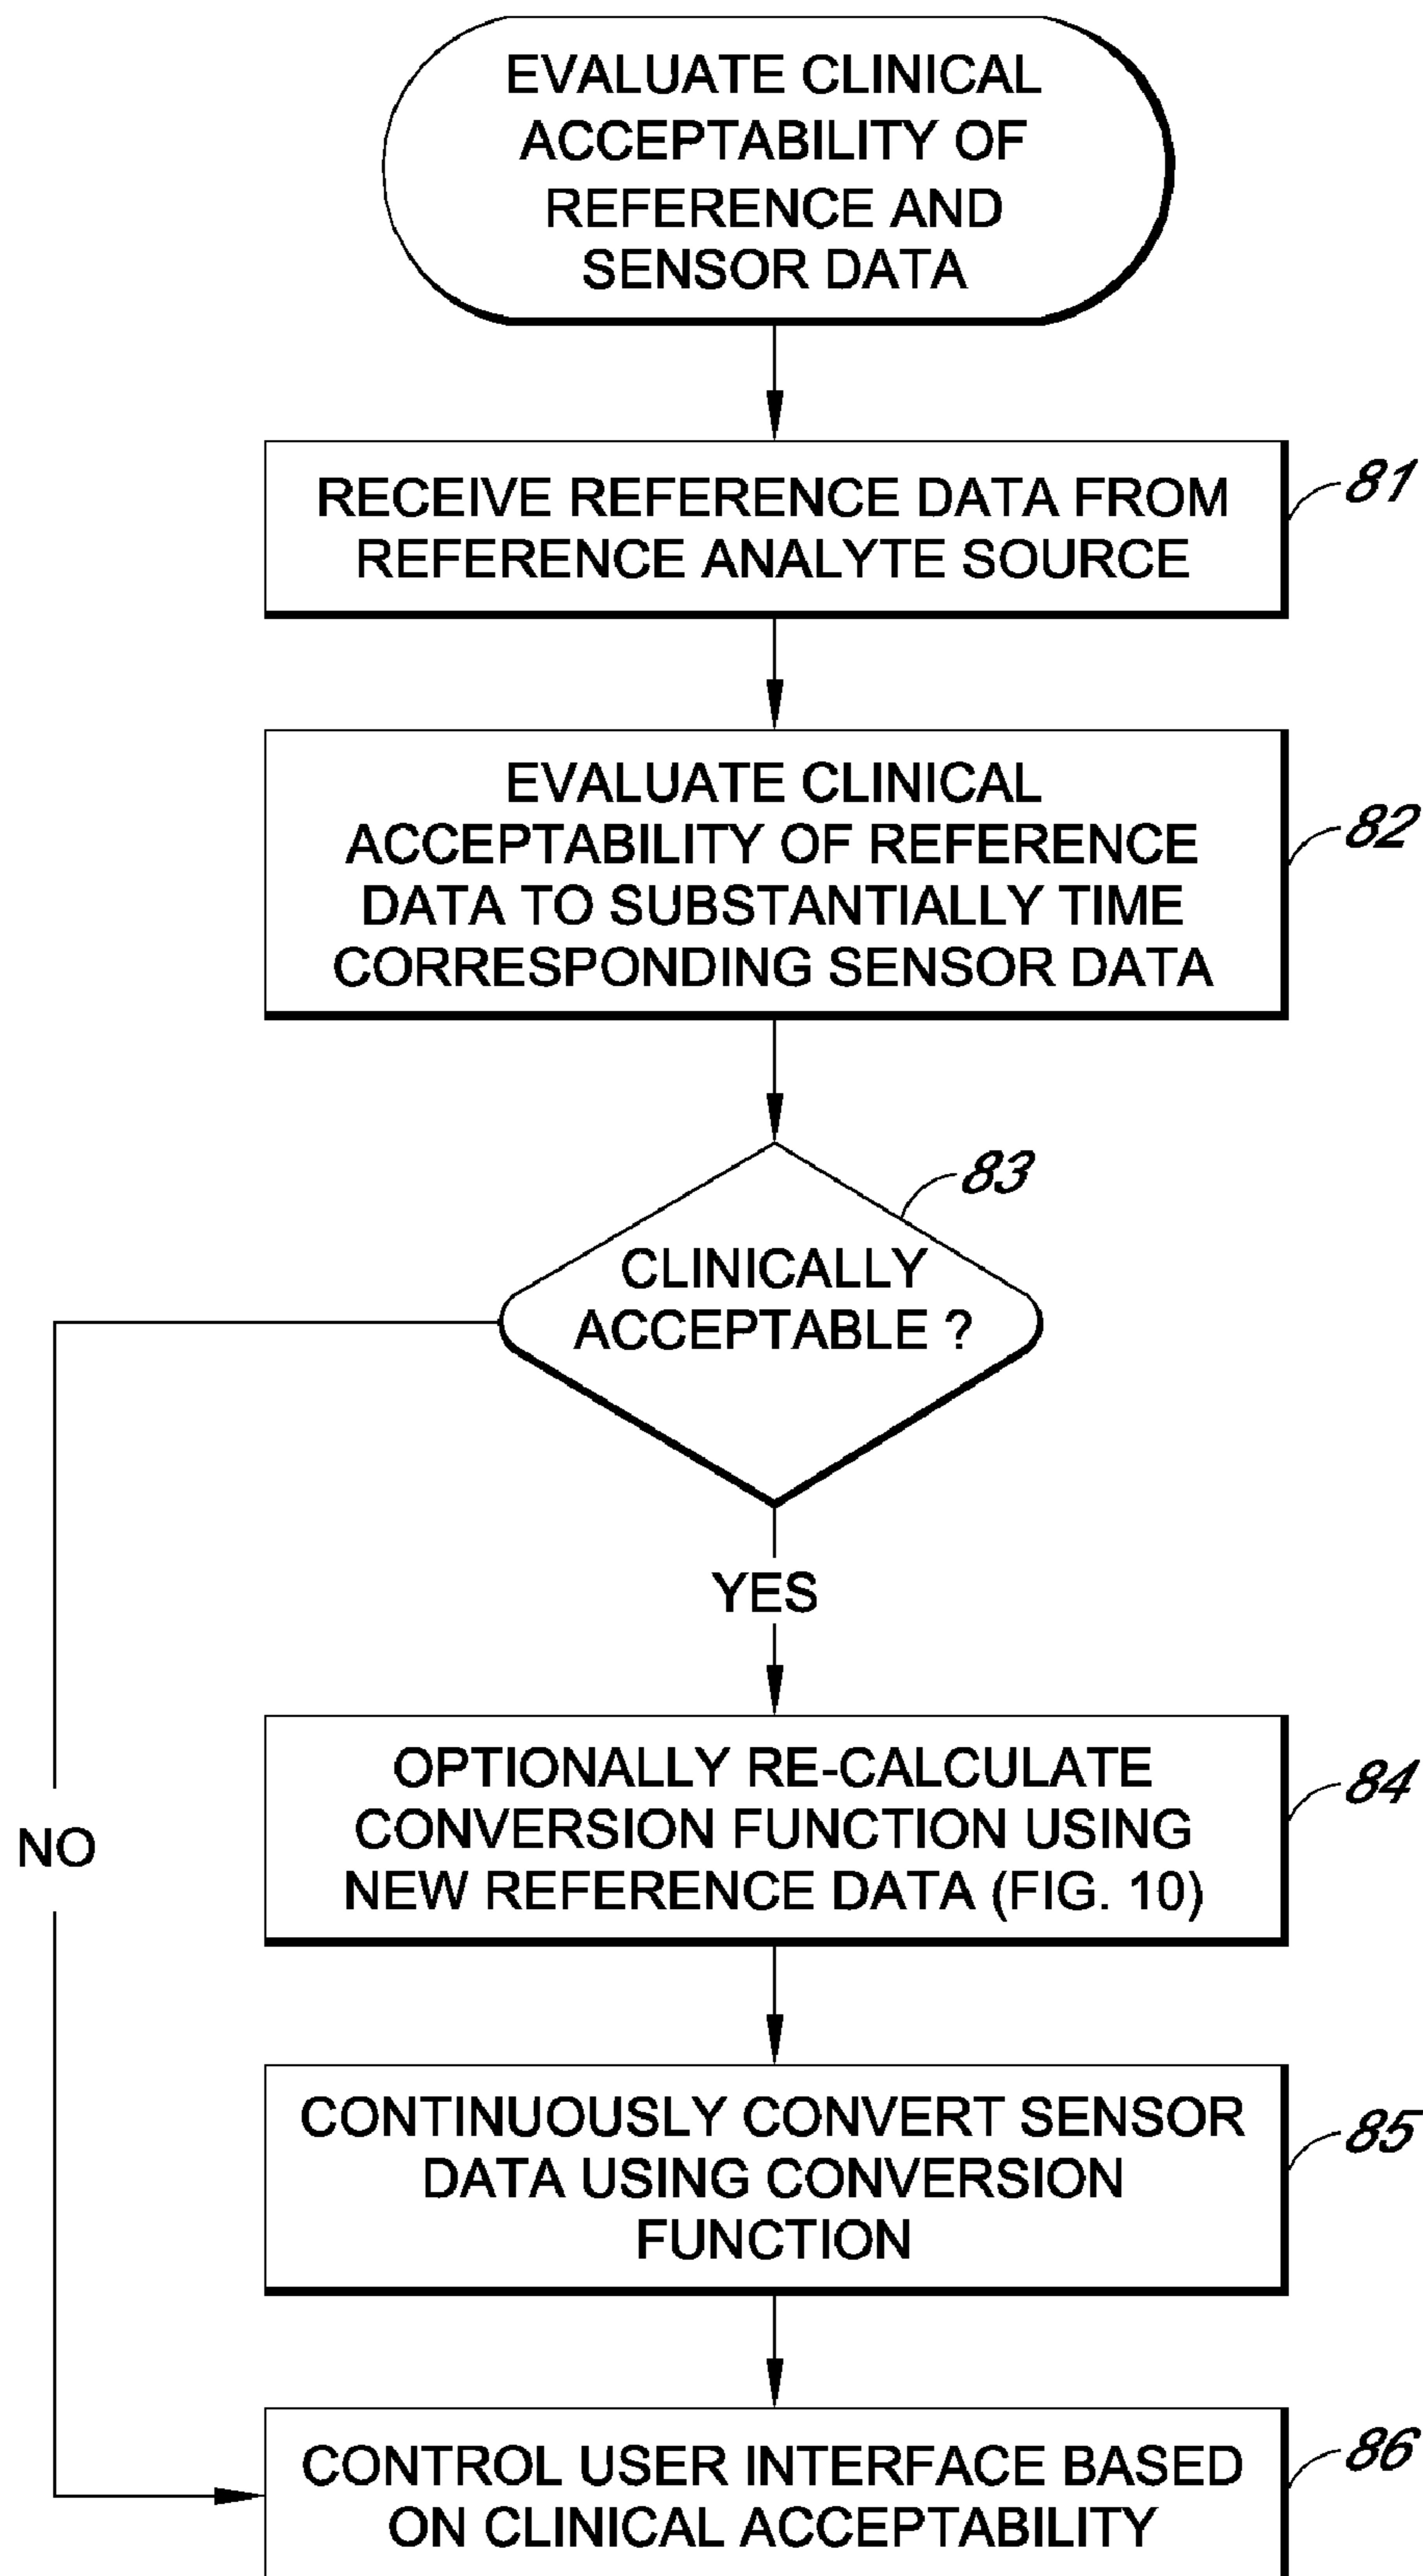 EVALUATE CLINICAL
ACCEPTABILITY OF
REFERENCE AND
SENSOR DATA
RECEIVE REFERENCE DATA FROM
REFERENCE ANALYTE SOURCE
81
EVALUATE CLINICAL
ACCEPTABILITY OF REFERENCE
DATA TO SUBSTANTIALLY TIME
CORRESPONDING SENSOR DATA
82
83
CLINICALLY
ACCEPTABLE ?
YES
NO
OPTIONALLY RE-CALCULATE
CONVERSION FUNCTION USING
NEW REFERENCE DATA (FIG. 10)
84
CONTINUOUSLY CONVERT SENSOR
DATA USING CONVERSION
FUNCTION
85
CONTROL USER INTERFACE BASED
ON CLINICAL ACCEPTABILITY
86